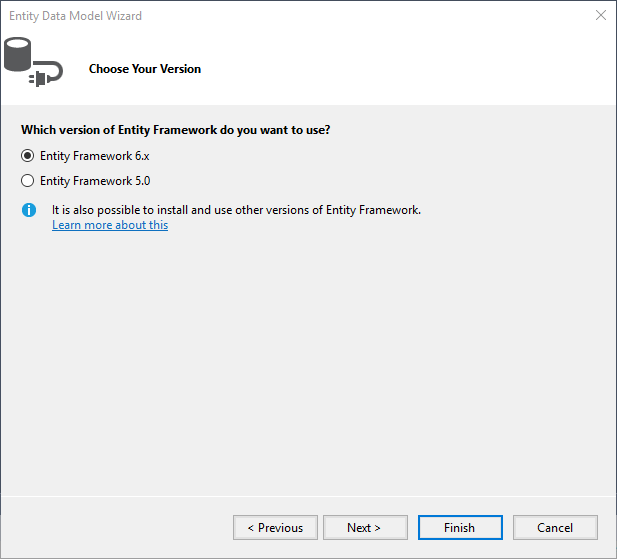 Entity Data Model Wizard
Choose Your Version
Which version of Entity Framework do you want to use?
Entity Framework 6.x
Entity Framework 5.0
It is also possible to install and use other versions of Entity Framework.
Learn more about this
< Previous
Next >
Finish
Cancel